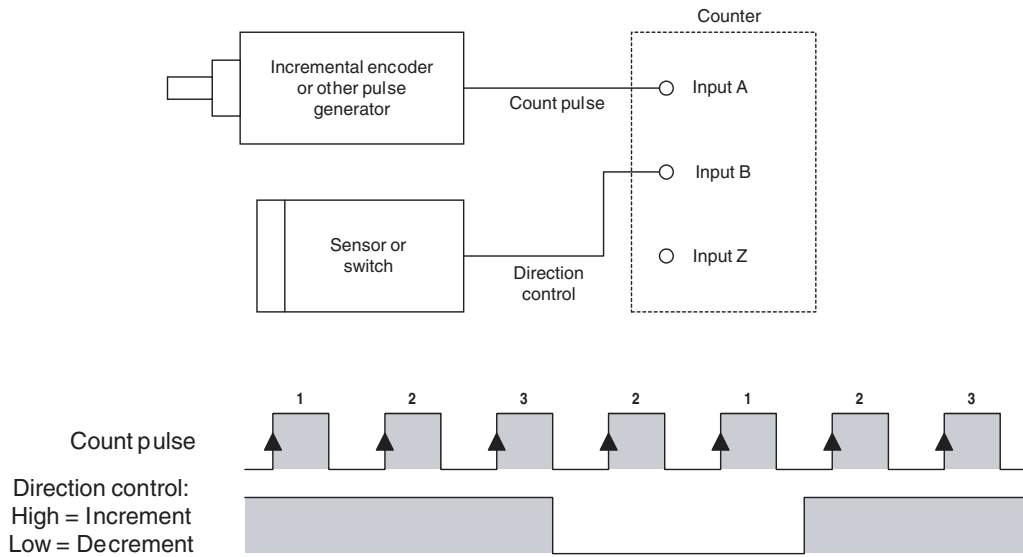 Counter
Incremental encoder
or other pulse
generator
Count pulse
Input A
Input B
Sensor or
switch
Direction
control
Input Z
1 2 3 2 1 2 3
Count pulse
Direction control:
High = Increment
Low = Decrement